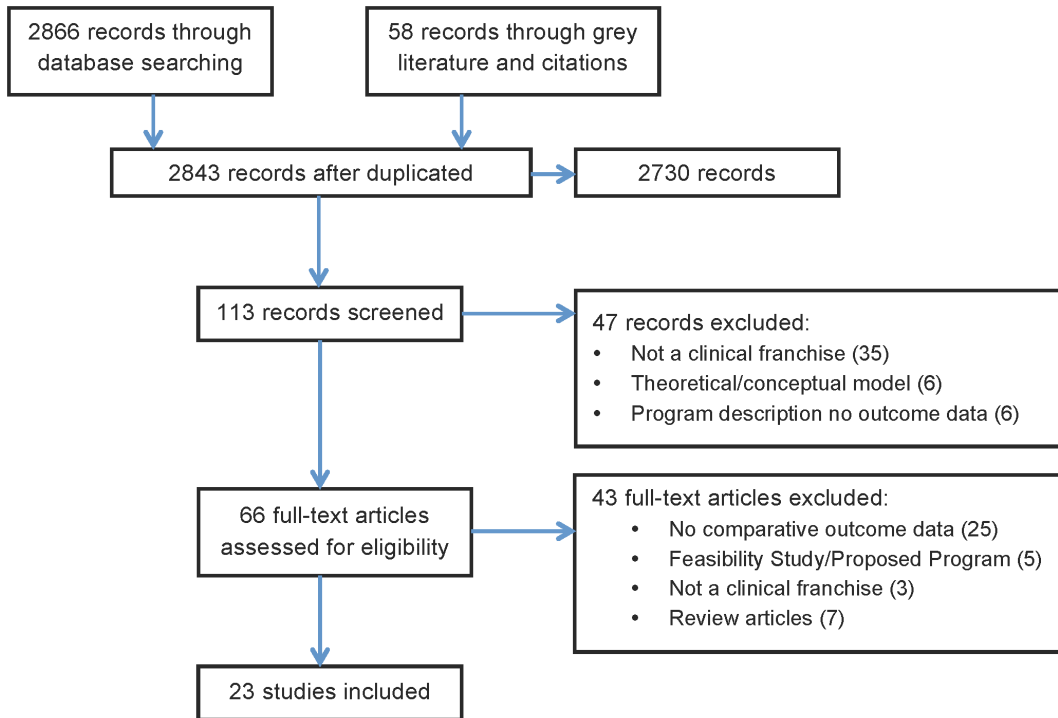 2866 records through
database searching
58 records through grey
literature and citations
2843 records after duplicated
2730 records
113 records screened
47 records excluded:
• Not a clinical franchise (35)
• Theoretical/conceptual model (6)
• Program description no outcome data (6)
66 full-text articles
assessed for eligibility
43 full-text articles excluded:
• No comparative outcome data (25)
• Feasibility Study/Proposed Program (5)
• Not a clinical franchise (3)
• Review articles (7)
23 studies included